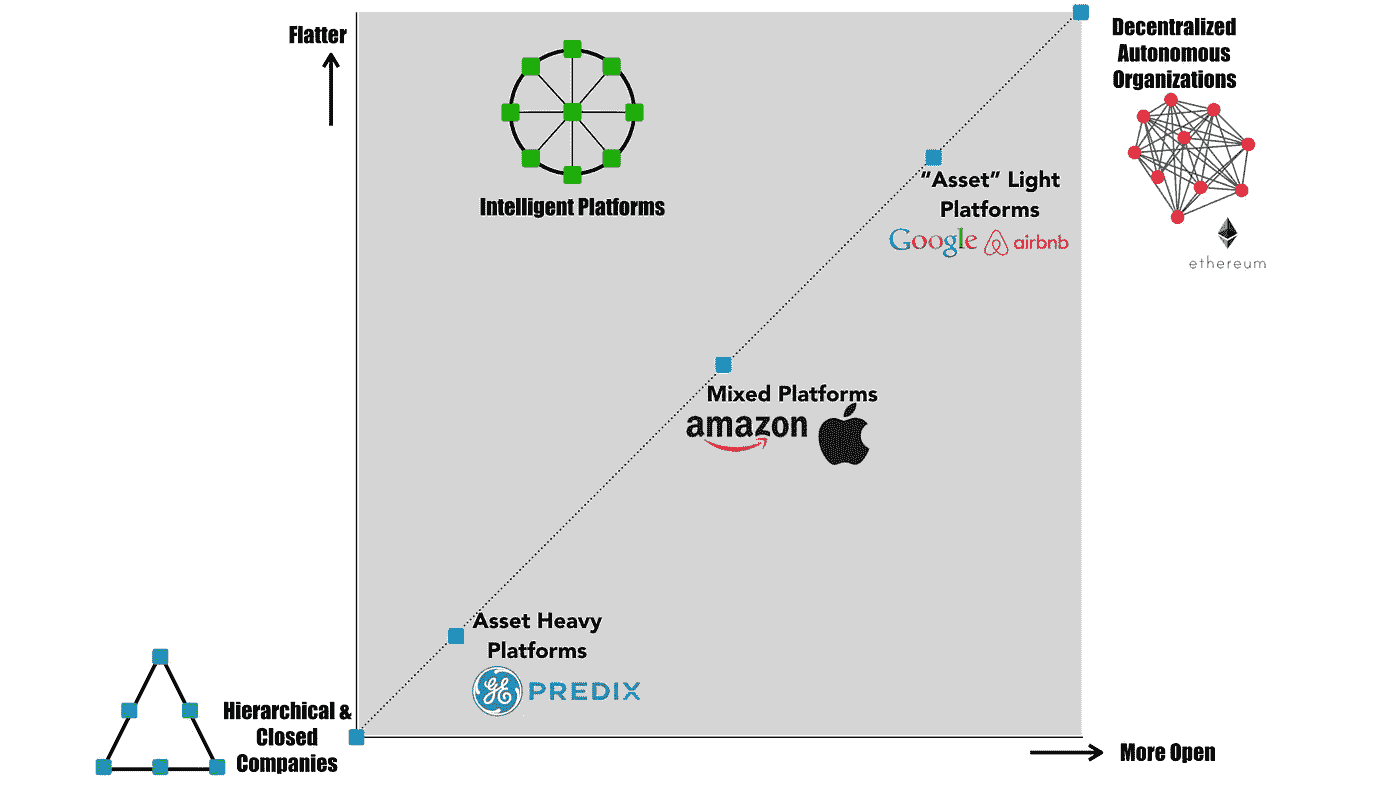 Flatter
Decentralized
Autonomous
Organizations
Intelligent Platforms
“Asset” Light
Platforms
Google airbnb
ethereum
Mixed Platforms
amazon
Asset Heavy
Platforms
GE PREDIX
Hierarchical &
Closed
Companies
More Open